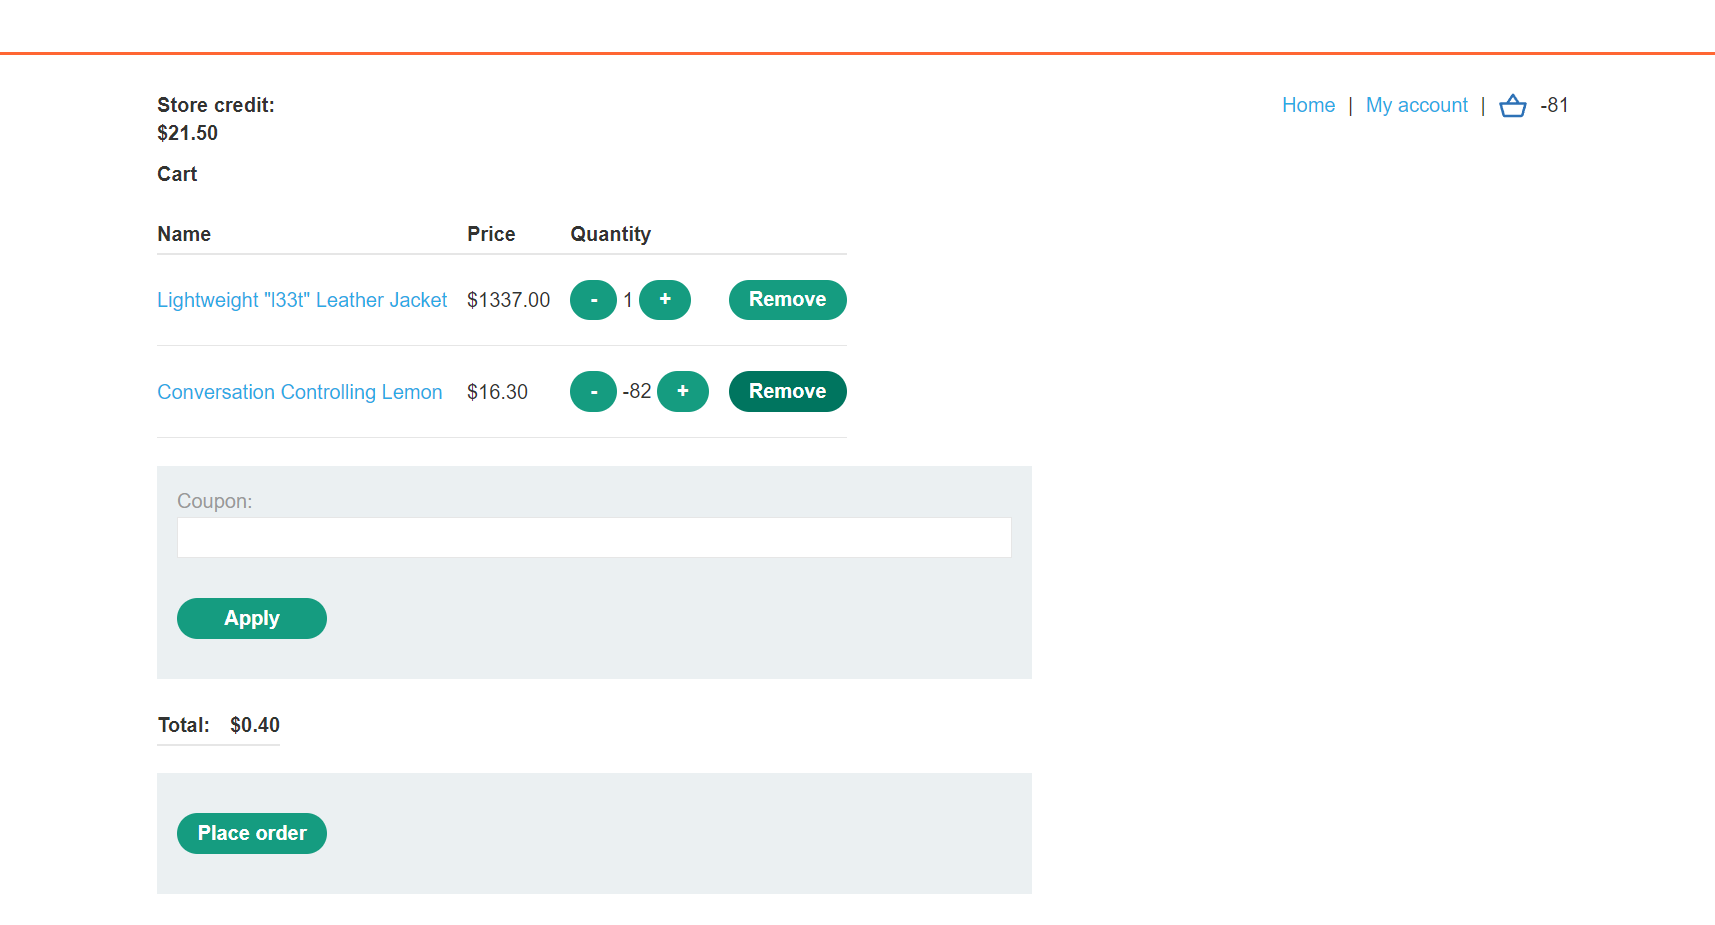 Store credit:
$21.50
Home | My account | -81
Cart
Name Price Quantity
Lightweight "l33t" Leather Jacket $1337.00 - 1 + Remove
Conversation Controlling Lemon $16.30 - -82 + Remove
Coupon:
Apply
Total: $0.40
Place order